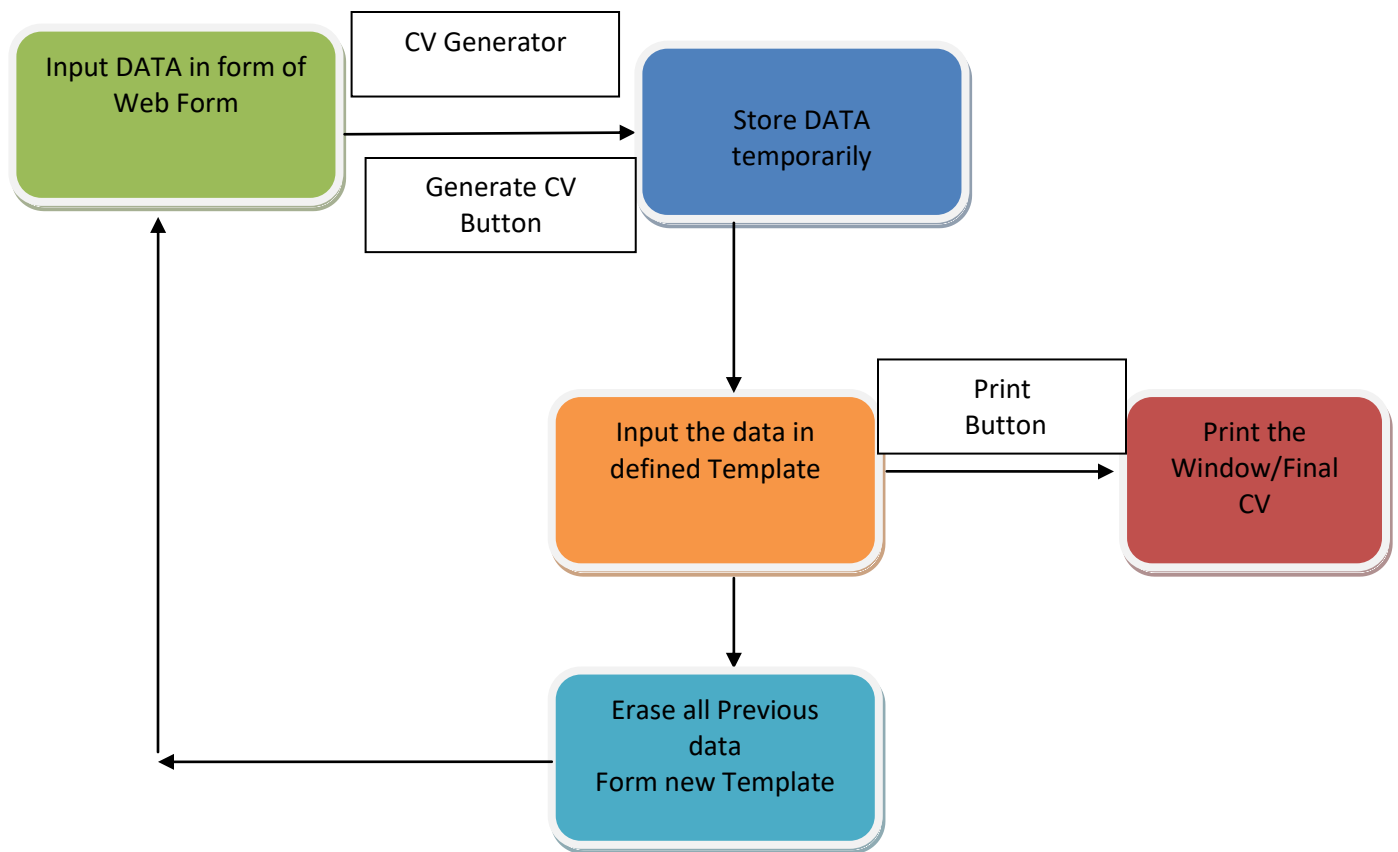 Input DATA in form of
Web Form
CV Generator
Generate CV
Button
Store DATA
temporarily
Input the data in
defined Template
Print
Button
Print the
Window/Final
CV
Erase all Previous
data
Form new Template